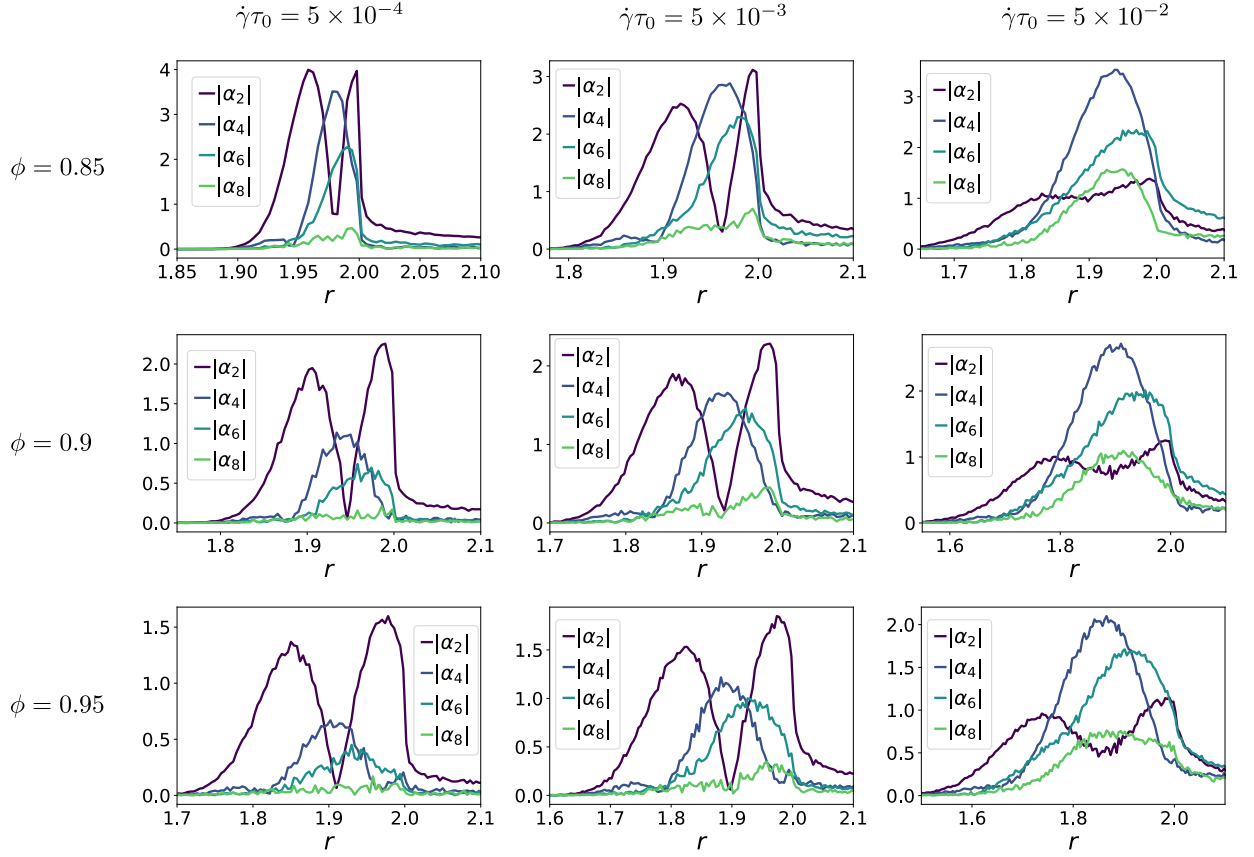 γ̇τ₀ = 5 × 10⁻⁴ γ̇τ₀ = 5 × 10⁻³ γ̇τ₀ = 5 × 10⁻²
ϕ = 0.85
4
3
2
1
0
|α₂|
|α₄|
|α₆|
|α₈|
1.85 1.90 1.95 2.00 2.05 2.10
r
3
2
1
0
|α₂|
|α₄|
|α₆|
|α₈|
1.8 1.9 2.0 2.1
r
3
2
1
0
|α₂|
|α₄|
|α₆|
|α₈|
1.7 1.8 1.9 2.0 2.1
r
ϕ = 0.9
2.0
1.5
1.0
0.5
0.0
|α₂|
|α₄|
|α₆|
|α₈|
1.8 1.9 2.0 2.1
r
2
1
0
|α₂|
|α₄|
|α₆|
|α₈|
1.7 1.8 1.9 2.0 2.1
r
2
1
0
|α₂|
|α₄|
|α₆|
|α₈|
1.6 1.8 2.0
r
ϕ = 0.95
1.5
1.0
0.5
0.0
|α₂|
|α₄|
|α₆|
|α₈|
1.7 1.8 1.9 2.0 2.1
r
1.5
1.0
0.5
0.0
|α₂|
|α₄|
|α₆|
|α₈|
1.6 1.7 1.8 1.9 2.0 2.1
r
2.0
1.5
1.0
0.5
0.0
|α₂|
|α₄|
|α₆|
|α₈|
1.6 1.8 2.0
r